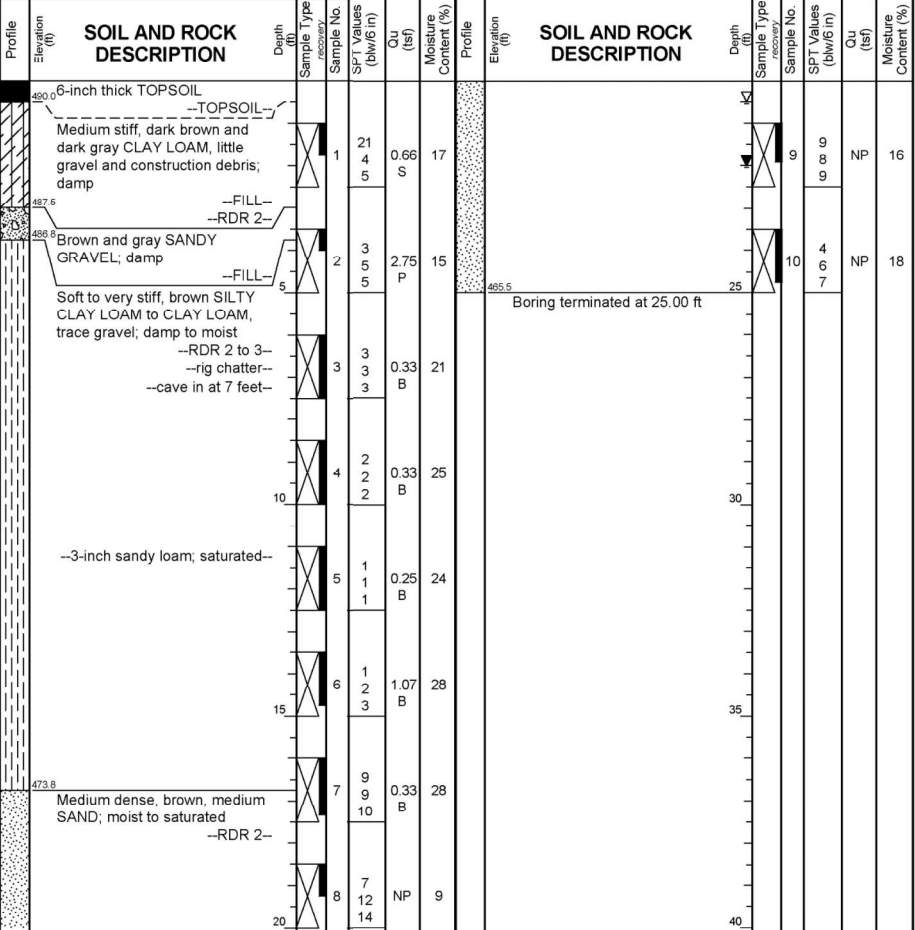 Profile
Elevation (ft)
SOIL AND ROCK
DESCRIPTION
Depth (ft)
Sample Type
recovery
Sample No.
SPT Values (blw/6 in)
Qu (tsf)
Moisture Content (%)
Profile
Elevation (ft)
SOIL AND ROCK
DESCRIPTION
Depth (ft)
Sample Type
recovery
Sample No.
SPT Values (blw/6 in)
Qu (tsf)
Moisture Content (%)
490.0
6-inch thick TOPSOIL
--TOPSOIL--
Medium stiff, dark brown and
dark gray CLAY LOAM, little
gravel and construction debris;
damp
--FILL--
--RDR 2--
1
21
4
5
0.66
S
17
487.6
486.8
Brown and gray SANDY
GRAVEL; damp
--FILL--
2
3
5
5
2.75
P
15
5
Soft to very stiff, brown SILTY
CLAY LOAM to CLAY LOAM,
trace gravel; damp to moist
--RDR 2 to 3--
--rig chatter--
--cave in at 7 feet--
3
3
3
3
0.33
B
21
4
2
2
2
0.33
B
25
10
--3-inch sandy loam; saturated--
5
1
1
1
0.25
B
24
6
1
2
3
1.07
B
28
15
7
9
9
10
0.33
B
28
473.8
Medium dense, brown, medium
SAND; moist to saturated
--RDR 2--
8
7
12
14
NP
9
20
9
9
8
9
NP
16
10
4
6
7
NP
18
25
465.5
Boring terminated at 25.00 ft
30
35
40